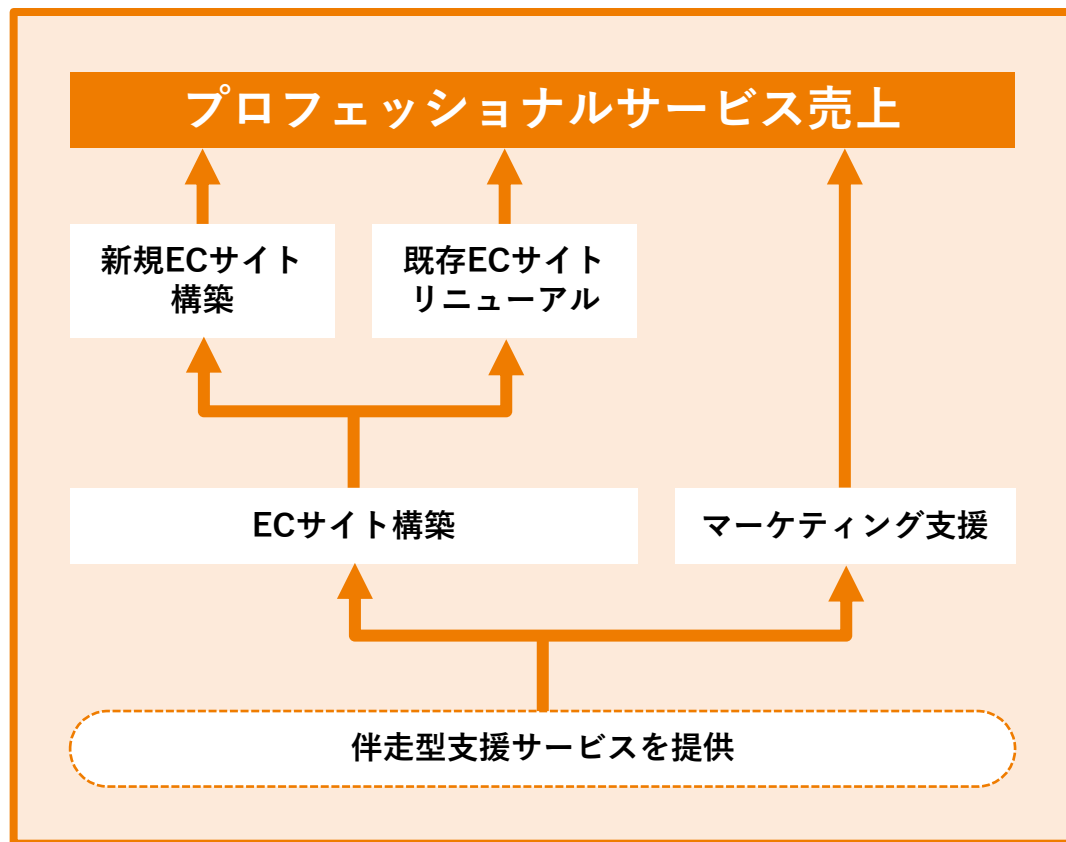 プロフェッショナルサービス売上
新規ECサイト
構築
既存ECサイト
リニューアル
ECサイト構築
マーケティング支援
伴走型支援サービスを提供